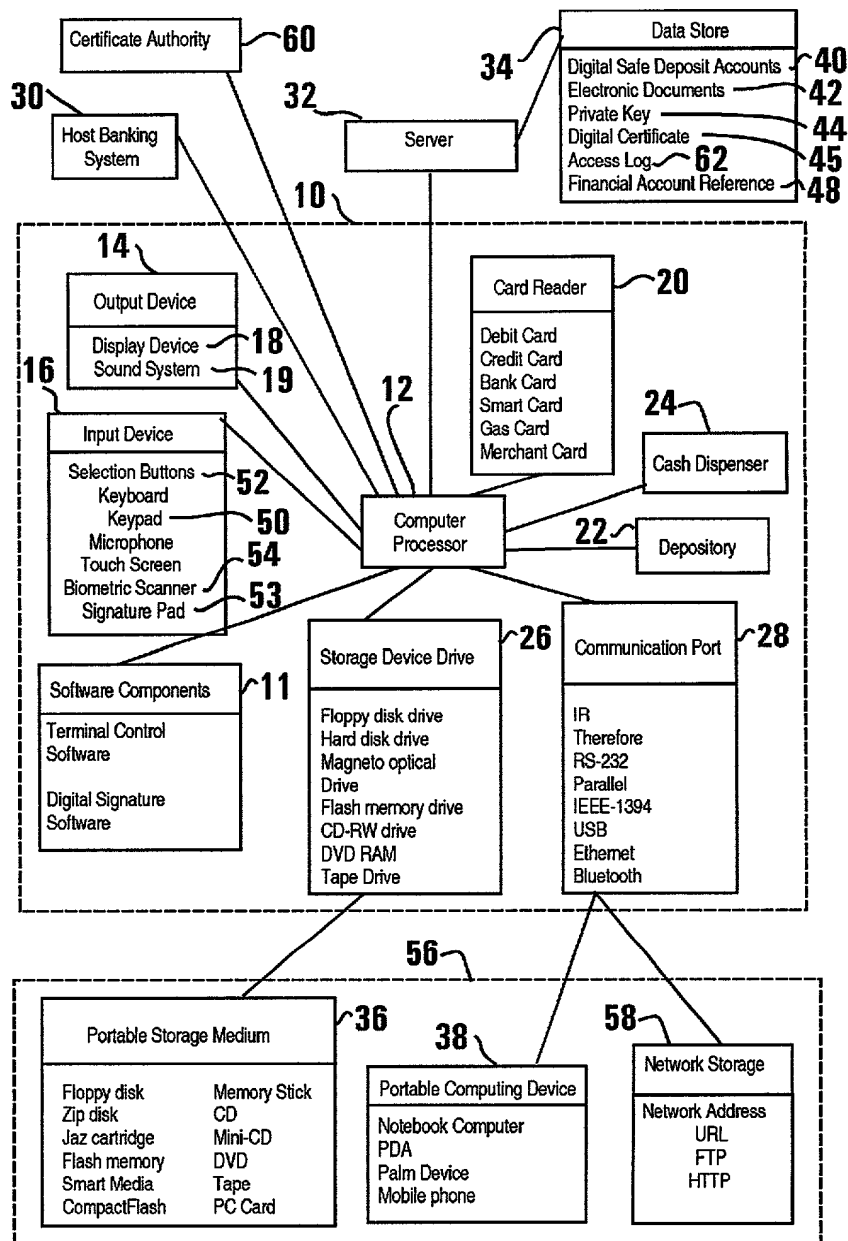 Certificate Authority
60
34
Data Store
Digital Safe Deposit Accounts
40
Electronic Documents
42
Private Key
44
Digital Certificate
45
Access Log
62
Financial Account Reference
48
30
Host Banking
System
32
Server
10
14
Output Device
Display Device
18
Sound System
19
16
Input Device
Selection Buttons
52
Keyboard
Keypad
50
Microphone
Touch Screen
54
Biometric Scanner
Signature Pad
53
Card Reader
20
Debit Card
Credit Card
Bank Card
Smart Card
Gas Card
Merchant Card
12
Computer
Processor
24
Cash Dispenser
22
Depository
Software Components
11
Terminal Control
Software
Digital Signature
Software
Storage Device Drive
26
Floppy disk drive
Hard disk drive
Magneto optical
Drive
Flash memory drive
CD-RW drive
DVD RAM
Tape Drive
Communication Port
28
IR
Therefore
RS-232
Parallel
IEEE-1394
USB
Ethernet
Bluetooth
56
Portable Storage Medium
36
Floppy disk
Zip disk
Jaz cartridge
Flash memory
Smart Media
CompactFlash
Memory Stick
CD
Mini-CD
DVD
Tape
PC Card
38
Portable Computing Device
Notebook Computer
PDA
Palm Device
Mobile phone
58
Network Storage
Network Address
URL
FTP
HTTP